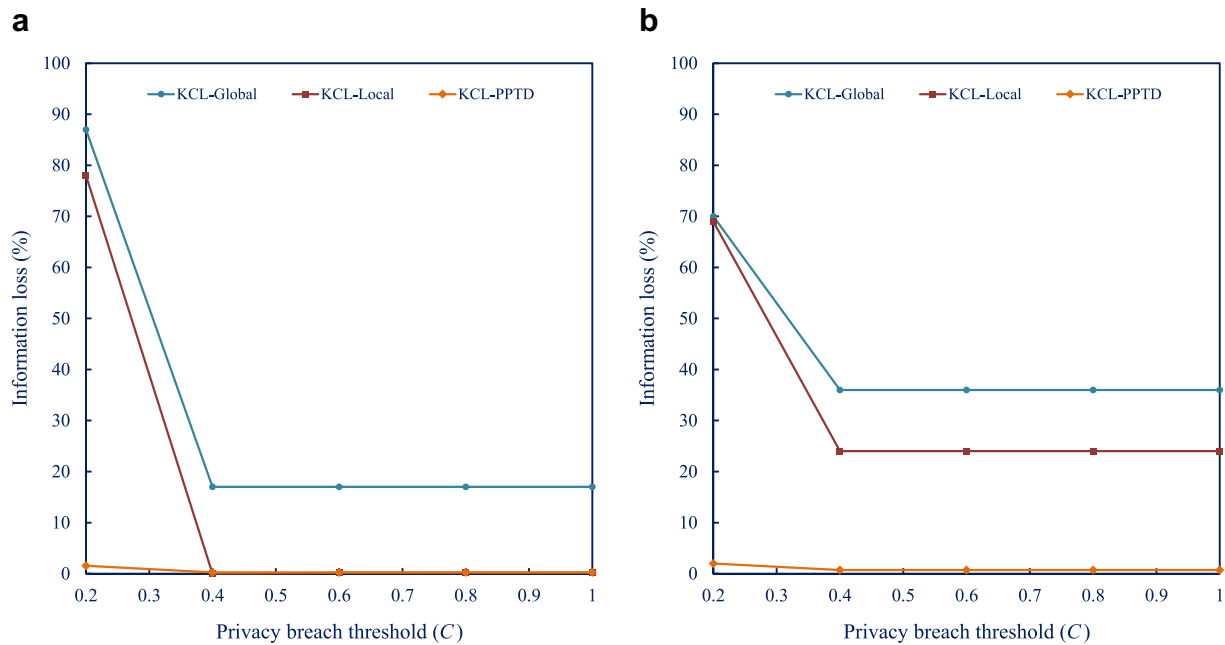 a
100
90
80
70
60
50
40
30
20
10
0
Information loss (%)
KCL-Global KCL-Local KCL-PPTD
0.2 0.3 0.4 0.5 0.6 0.7 0.8 0.9 1
Privacy breach threshold (C)
b
100
90
80
70
60
50
40
30
20
10
0
Information loss (%)
KCL-Global KCL-Local KCL-PPTD
0.2 0.3 0.4 0.5 0.6 0.7 0.8 0.9 1
Privacy breach threshold (C)